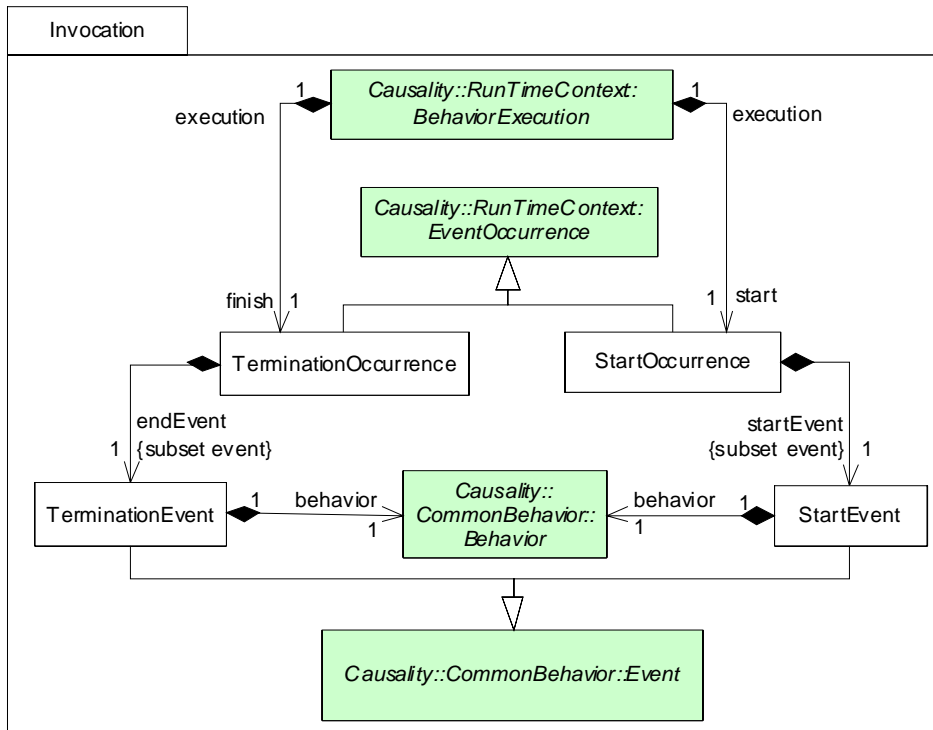 Invocation
1 Causality::RunTimeContext: 1
BehaviorExecution
execution execution
Causality::RunTimeContext:
EventOccurrence
finish 1 1 start
TerminationOccurrence StartOccurrence
endEvent startEvent
1 {subset event} {subset event} 1
Causality::
TerminationEvent 1 behavior CommonBehavior:: behavior 1 StartEvent
1 Behavior 1
Causality::CommonBehavior::Event